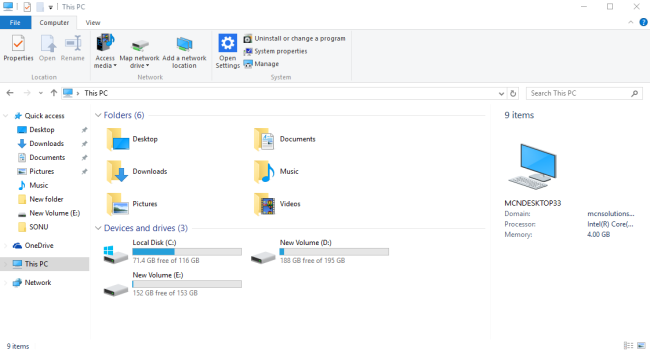 This PC
File Computer View
Properties Open Rename Access media Map network drive Add a network location Open Settings
Uninstall or change a program
System properties
Manage
Location Network System
This PC
Search This PC
Quick access
Desktop
Downloads
Documents
Pictures
Music
New folder
New Volume (E:)
SONU
OneDrive
This PC
Network
Folders (6)
Desktop
Documents
Downloads
Music
Pictures
Videos
Devices and drives (3)
Local Disk (C:)
71.4 GB free of 116 GB
New Volume (D:)
188 GB free of 195 GB
New Volume (E:)
152 GB free of 153 GB
9 items
MCNDESKTOP33
Domain: mcnsolutions...
Processor: Intel(R) Core(...
Memory: 4.00 GB
9 items